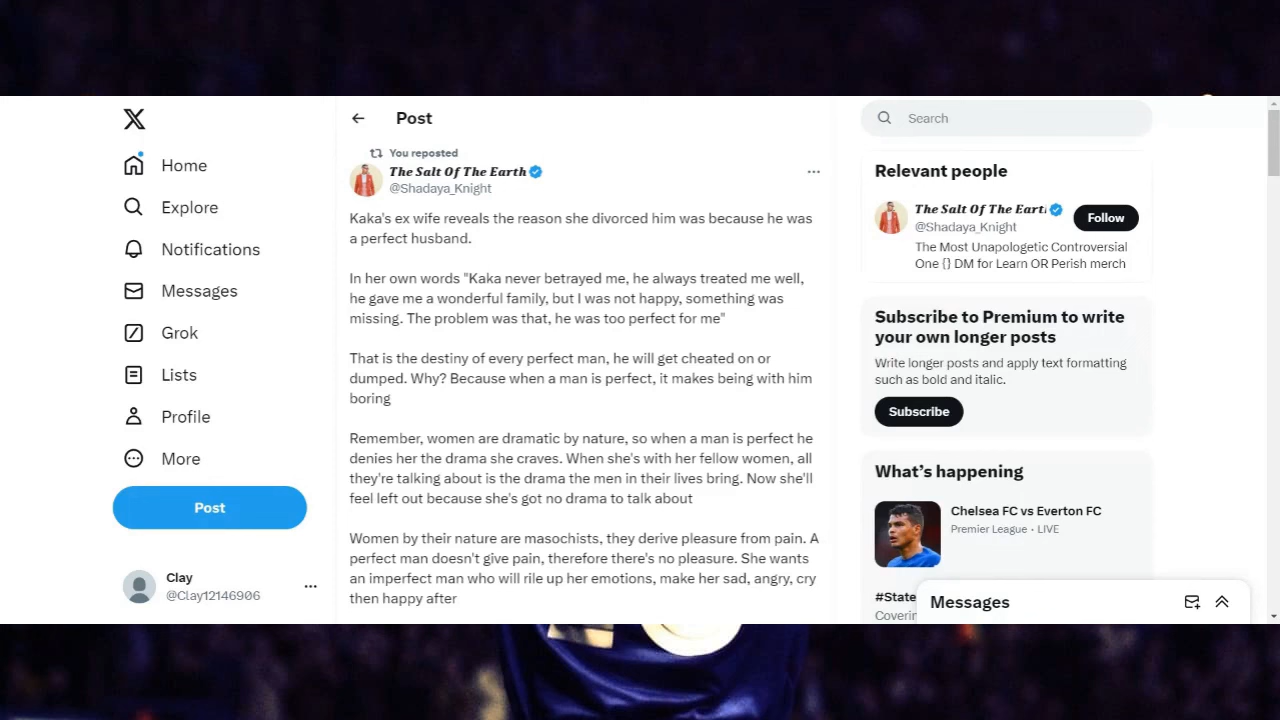 Home
Explore
Notifications
Messages
Grok
Lists
Profile
More
Post
Clay
@Clay12146906
Post
You reposted
The Salt Of The Earth
@Shadaya_Knight
Kaka's ex wife reveals the reason she divorced him was because he was
a perfect husband.
In her own words "Kaka never betrayed me, he always treated me well,
he gave me a wonderful family, but I was not happy, something was
missing. The problem was that, he was too perfect for me"
That is the destiny of every perfect man, he will get cheated on or
dumped. Why? Because when a man is perfect, it makes being with him
boring
Remember, women are dramatic by nature, so when a man is perfect he
denies her the drama she craves. When she's with her fellow women, all
they're talking about is the drama the men in their lives bring. Now she'll
feel left out because she's got no drama to talk about
Women by their nature are masochists, they derive pleasure from pain. A
perfect man doesn't give pain, therefore there's no pleasure. She wants
an imperfect man who will rile up her emotions, make her sad, angry, cry
then happy after
Search
Relevant people
The Salt Of The Eart
Follow
@Shadaya_Knight
The Most Unapologetic Controversial
One {} DM for Learn OR Perish merch
Subscribe to Premium to write
your own longer posts
Write longer posts and apply text formatting
such as bold and italic.
Subscribe
What's happening
Chelsea FC vs Everton FC
Premier League · LIVE
#State
Coverin
Messages